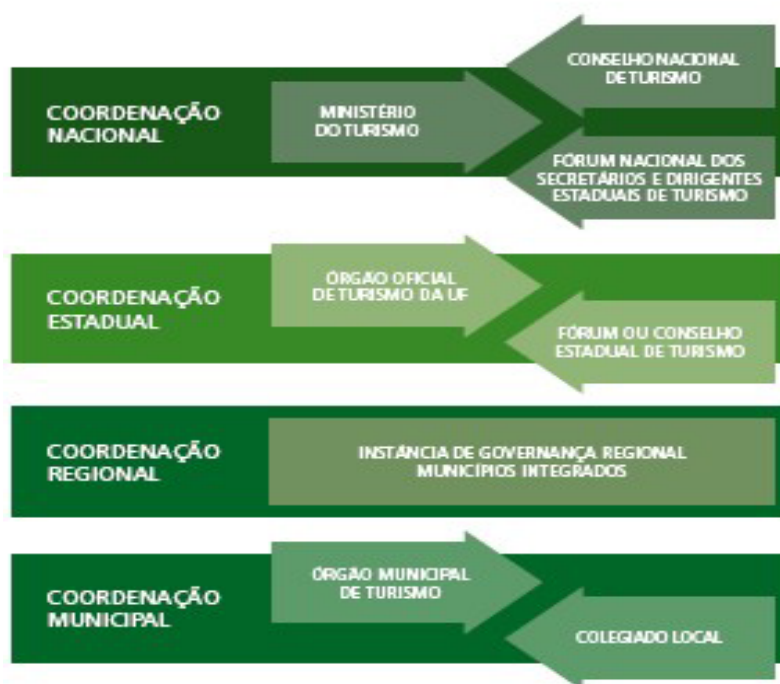 COORDENAÇÃO
NACIONAL
MINISTÉRIO
DO TURISMO
CONSELHO NACIONAL
DE TURISMO
FÓRUM NACIONAL DOS
SECRETÁRIOS E DIRIGENTES
ESTADUAIS DE TURISMO
COORDENAÇÃO
ESTADUAL
ÓRGÃO OFICIAL
DE TURISMO DA UF
FÓRUM OU CONSELHO
ESTADUAL DE TURISMO
COORDENAÇÃO
REGIONAL
INSTÂNCIA DE GOVERNANÇA REGIONAL
MUNICÍPIOS INTEGRADOS
COORDENAÇÃO
MUNICIPAL
ÓRGÃO MUNICIPAL
DE TURISMO
COLEGIADO LOCAL